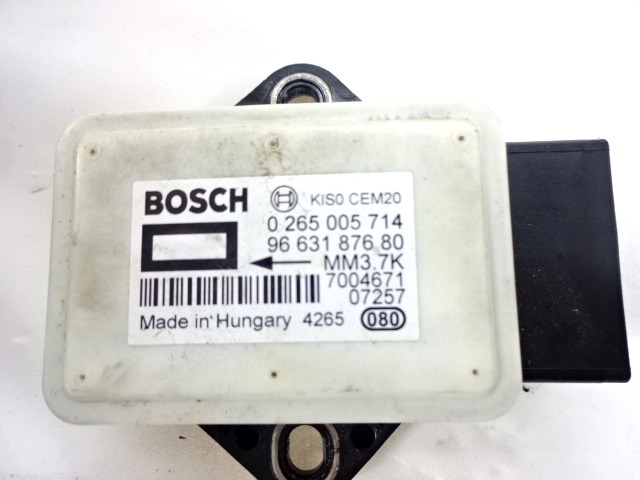 BOSCH KIS0 CEM20
0 265 005 714
96 631 876 80
MM3.7K
7004671
07257
Made in Hungary 4265 080